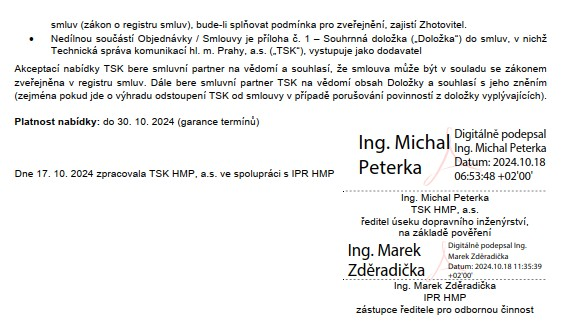 smluv (zákon o registru smluv), bude-li splňovat podmínka pro zveřejnění, zajistí Zhotovitel.
• Nedílnou součástí Objednávky / Smlouvy je příloha č. 1 – Souhrnná doložka („Doložka“) do smluv, v nichž
Technická správa komunikací hl. m. Prahy, a.s. („TSK“), vystupuje jako dodavatel
Akceptací nabídky TSK bere smluvní partner na vědomí a souhlasí, že smlouva může být v souladu se zákonem
zveřejněna v registru smluv. Dále bere smluvní partner TSK na vědomí obsah Doložky a souhlasí s jeho zněním
(zejména pokud jde o výhradu odstoupení TSK od smlouvy v případě porušování povinností z doložky vyplývajících).
Platnost nabídky: do 30. 10. 2024 (garance termínů)
Ing. Michal
Peterka
Digitálně podepsal
Ing. Michal Peterka
Datum: 2024.10.18
06:53:48 +02'00'
Dne 17. 10. 2024 zpracovala TSK HMP, a.s. ve spolupráci s IPR HMP
Ing. Michal Peterka
TSK HMP, a.s.
ředitel úseku dopravního inženýrství,
na základě pověření
Ing. Marek
Zděradička
Digitálně podepsal Ing.
Marek Zděradička
Datum: 2024.10.18 11:35:39
+02'00'
Ing. Marek Zděradička
IPR HMP
zástupce ředitele pro odbornou činnost